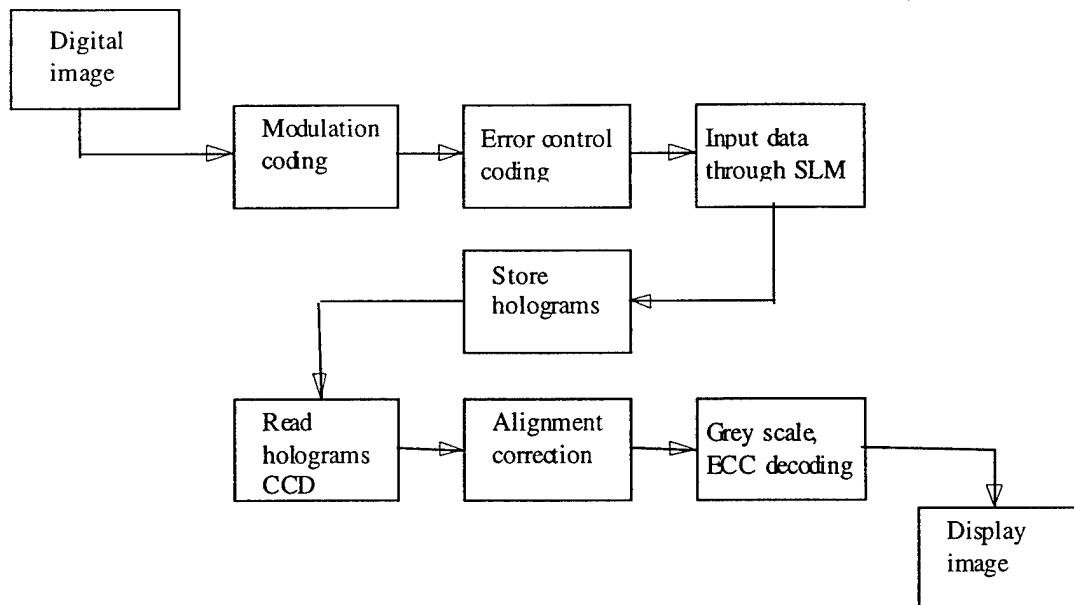 Digital
image
Modulation
coding
Error control
coding
Input data
through SLM
Store
holograms
Read
holograms
CCD
Alignment
correction
Grey scale,
ECC decoding
Display
image